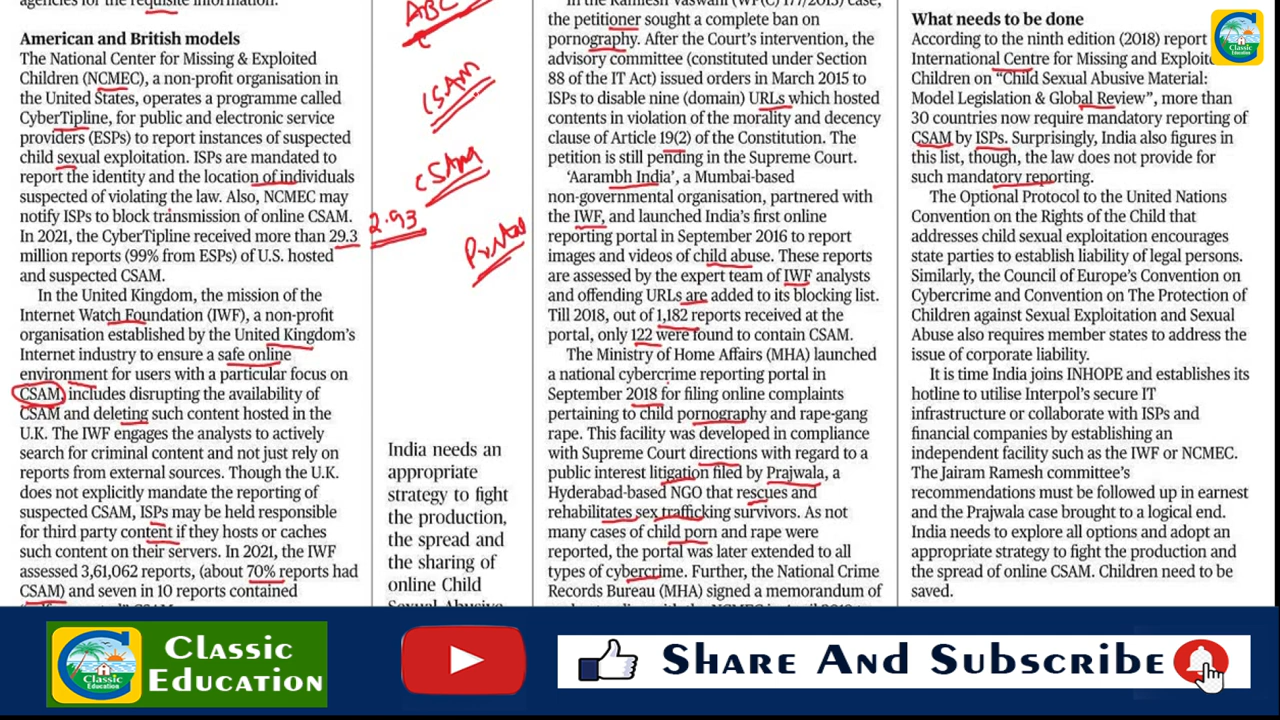 agencies for the requisite information.
American and British models
The National Center for Missing & Exploited
Children (NCMEC), a non-profit organisation in
the United States, operates a programme called
CyberTipline, for public and electronic service
providers (ESPs) to report instances of suspected
child sexual exploitation. ISPs are mandated to
report the identity and the location of individuals
suspected of violating the law. Also, NCMEC may
notify ISPs to block transmission of online CSAM.
In 2021, the CyberTipline received more than 29.3
million reports (99% from ESPs) of U.S. hosted
and suspected CSAM.
In the United Kingdom, the mission of the
Internet Watch Foundation (IWF), a non-profit
organisation established by the United Kingdom's
Internet industry to ensure a safe online
environment for users with a particular focus on
CSAM, includes disrupting the availability of
CSAM and deleting such content hosted in the
U.K. The IWF engages the analysts to actively
search for criminal content and not just rely on
reports from external sources. Though the U.K.
does not explicitly mandate the reporting of
suspected CSAM, ISPs may be held responsible
for third party content if they hosts or caches
such content on their servers. In 2021, the IWF
assessed 3,61,062 reports, (about 70% reports had
CSAM) and seven in 10 reports contained
ABC
CSAM
CSAM
2.93
Portal
India needs an
appropriate
strategy to fight
the production,
the spread and
the sharing of
online Child
Sexual Abusive
In the Kamlesh Vaswani (WP(C) 177/2013) case,
the petitioner sought a complete ban on
pornography. After the Court's intervention, the
advisory committee (constituted under Section
88 of the IT Act) issued orders in March 2015 to
ISPs to disable nine (domain) URLs which hosted
contents in violation of the morality and decency
clause of Article 19(2) of the Constitution. The
petition is still pending in the Supreme Court.
'Aarambh India', a Mumbai-based
non-governmental organisation, partnered with
the IWF, and launched India's first online
reporting portal in September 2016 to report
images and videos of child abuse. These reports
are assessed by the expert team of IWF analysts
and offending URLs are added to its blocking list.
Till 2018, out of 1,182 reports received at the
portal, only 122 were found to contain CSAM.
The Ministry of Home Affairs (MHA) launched
a national cybercrime reporting portal in
September 2018 for filing online complaints
pertaining to child pornography and rape-gang
rape. This facility was developed in compliance
with Supreme Court directions with regard to a
public interest litigation filed by Prajwala, a
Hyderabad-based NGO that rescues and
rehabilitates sex trafficking survivors. As not
many cases of child porn and rape were
reported, the portal was later extended to all
types of cybercrime. Further, the National Crime
Records Bureau (MHA) signed a memorandum of
What needs to be done
According to the ninth edition (2018) report
International Centre for Missing and Exploited
Children on "Child Sexual Abusive Material:
Model Legislation & Global Review", more than
30 countries now require mandatory reporting of
CSAM by ISPs. Surprisingly, India also figures in
this list, though, the law does not provide for
such mandatory reporting.
The Optional Protocol to the United Nations
Convention on the Rights of the Child that
addresses child sexual exploitation encourages
state parties to establish liability of legal persons.
Similarly, the Council of Europe's Convention on
Cybercrime and Convention on The Protection of
Children against Sexual Exploitation and Sexual
Abuse also requires member states to address the
issue of corporate liability.
It is time India joins INHOPE and establishes its
hotline to utilise Interpol's secure IT
infrastructure or collaborate with ISPs and
financial companies by establishing an
independent facility such as the IWF or NCMEC.
The Jairam Ramesh committee's
recommendations must be followed up in earnest
and the Prajwala case brought to a logical end.
India needs to explore all options and adopt an
appropriate strategy to fight the production and
the spread of online CSAM. Children need to be
saved.
Classic
Education
Classic
Education
Classic
Education
Share And Subscribe